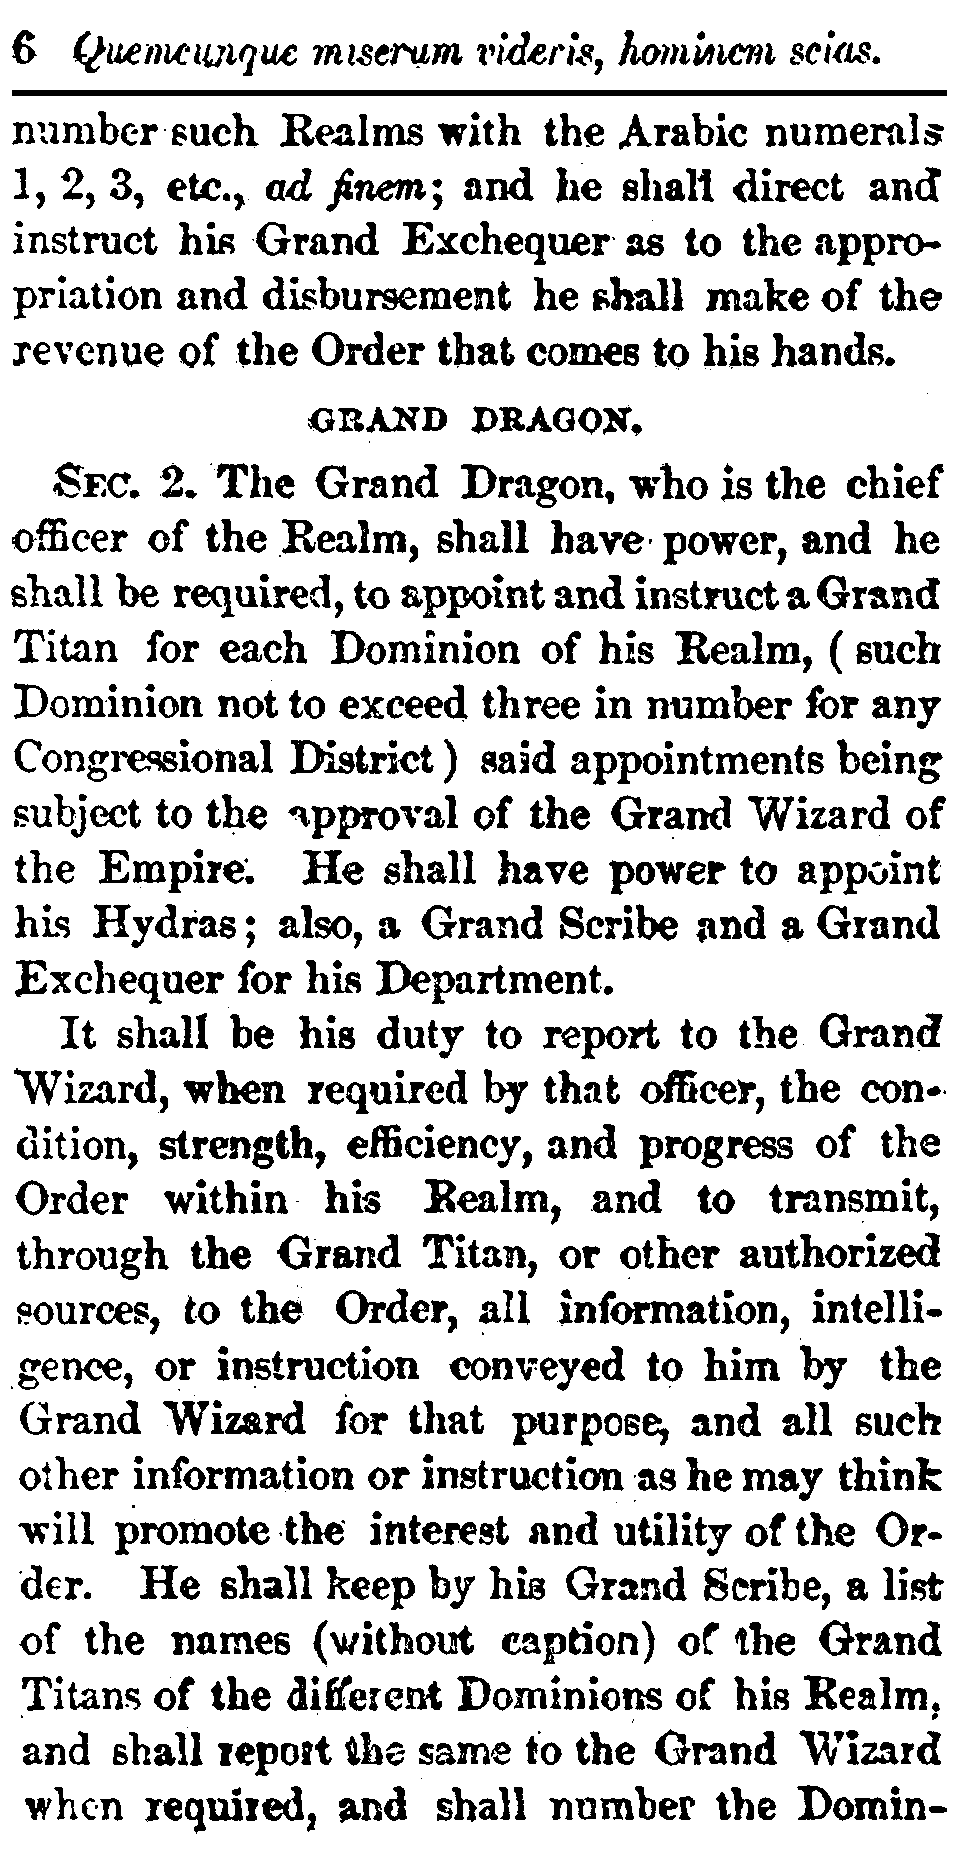 6 Quemcunque miserum videris, hominem scias.
number such Realms with the Arabic numerals
1, 2, 3, etc., ad finem; and he shall direct and
instruct his Grand Exchequer as to the appro-
priation and disbursement he shall make of the
revenue of the Order that comes to his hands.
GRAND DRAGON.
SEC. 2. The Grand Dragon, who is the chief
officer of the Realm, shall have power, and he
shall be required, to appoint and instruct a Grand
Titan for each Dominion of his Realm, ( such
Dominion not to exceed three in number for any
Congressional District ) said appointments being
subject to the approval of the Grand Wizard of
the Empire. He shall have power to appoint
his Hydras; also, a Grand Scribe and a Grand
Exchequer for his Department.
It shall be his duty to report to the Grand
Wizard, when required by that officer, the con-
dition, strength, efficiency, and progress of the
Order within his Realm, and to transmit,
through the Grand Titan, or other authorized
sources, to the Order, all information, intelli-
gence, or instruction conveyed to him by the
Grand Wizard for that purpose, and all such
other information or instruction as he may think
will promote the interest and utility of the Or-
der. He shall keep by his Grand Scribe, a list
of the names (without caption) of the Grand
Titans of the different Dominions of his Realm,
and shall report the same to the Grand Wizard
when required, and shall number the Domin-